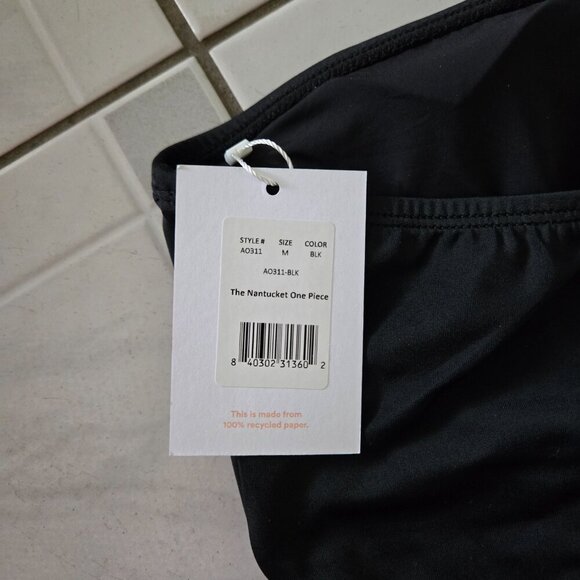 STYLE # SIZE COLOR
AO311 M BLK
AO311-BLK
The Nantucket One Piece
8 40302 31360 2
This is made from
100% recycled paper.